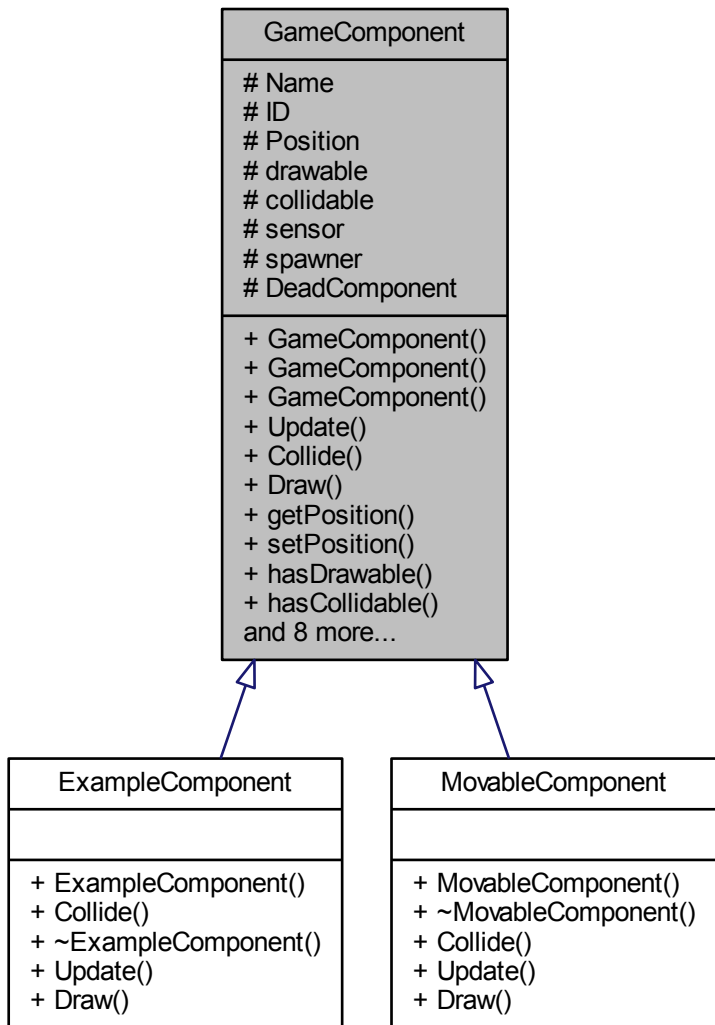 GameComponent
# Name
# ID
# Position
# drawable
# collidable
# sensor
# spawner
# DeadComponent
+ GameComponent()
+ GameComponent()
+ GameComponent()
+ Update()
+ Collide()
+ Draw()
+ getPosition()
+ setPosition()
+ hasDrawable()
+ hasCollidable()
and 8 more...
ExampleComponent
+ ExampleComponent()
+ Collide()
+ ~ExampleComponent()
+ Update()
+ Draw()
MovableComponent
+ MovableComponent()
+ ~MovableComponent()
+ Collide()
+ Update()
+ Draw()